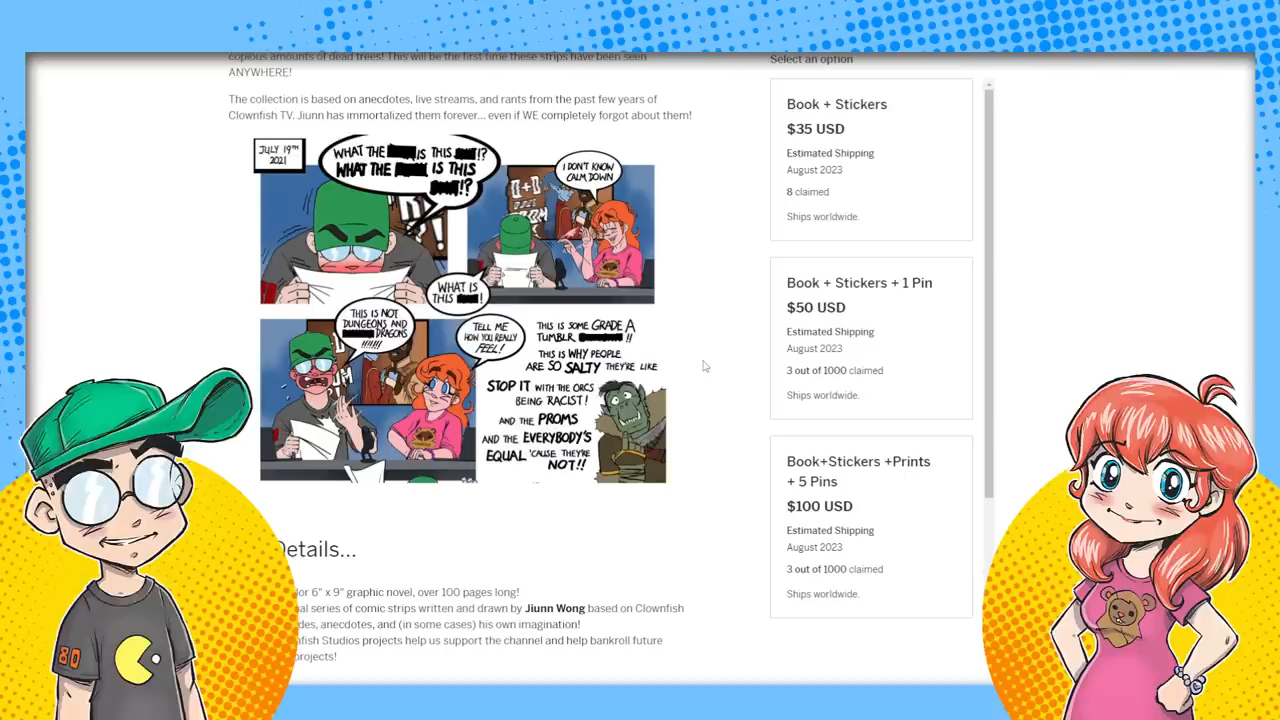 copious amounts of dead trees! This will be the first time these strips have been seen
ANYWHERE!
The collection is based on anecdotes, live streams, and rants from the past few years of
Clownfish TV. Jiunn has immortalized them forever... even if WE completely forgot about them!
JULY 19TH
2021
WHAT THE IS THIS !?
WHAT THE IS THIS
!?
I DON'T KNOW
CALM DOWN
WHAT IS
THIS !
THIS IS NOT
DUNGEONS AND
DRAGONS
!!!!!!!
TELL ME
HOW YOU REALLY
FEEL!
THIS IS SOME GRADE A
TUMBLR !!
THIS IS WHY PEOPLE
ARE SO SALTY THEY'RE LIKE
STOP IT WITH THE ORCS
BEING RACIST!
AND THE PROMS
AND THE EVERYBODY'S
EQUAL 'CAUSE THEY'RE
NOT!!
Details...
lor 6" x 9" graphic novel, over 100 pages long!
nal series of comic strips written and drawn by Jiunn Wong based on Clownfish
des, anecdotes, and (in some cases) his own imagination!
nfish Studios projects help us support the channel and help bankroll future
projects!
Select an option
Book + Stickers
$35 USD
Estimated Shipping
August 2023
8 claimed
Ships worldwide.
Book + Stickers + 1 Pin
$50 USD
Estimated Shipping
August 2023
3 out of 1000 claimed
Ships worldwide.
Book+Stickers +Prints
+ 5 Pins
$100 USD
Estimated Shipping
August 2023
3 out of 1000 claimed
Ships worldwide.
80